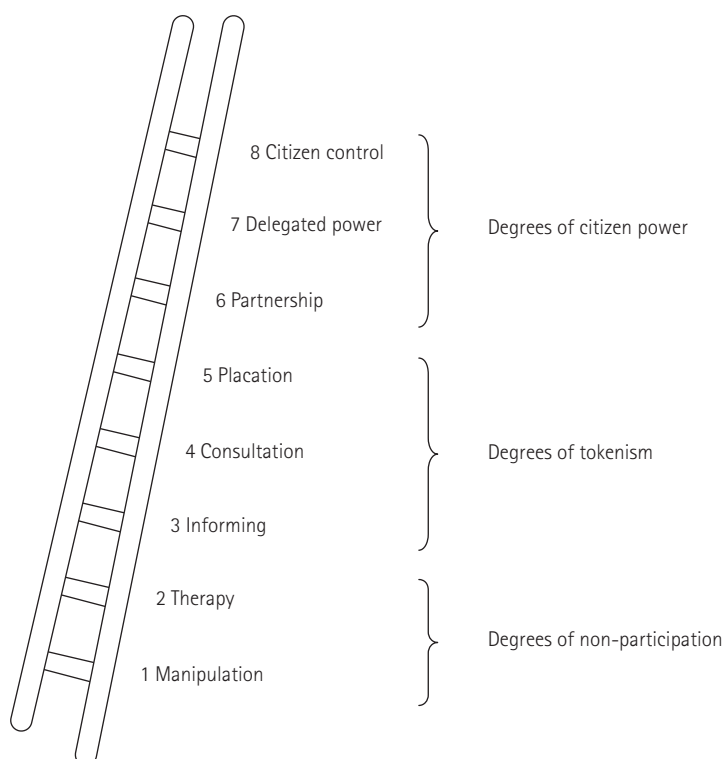 8 Citizen control
7 Delegated power
Degrees of citizen power
6 Partnership
5 Placation
4 Consultation
Degrees of tokenism
3 Informing
2 Therapy
Degrees of non-participation
1 Manipulation